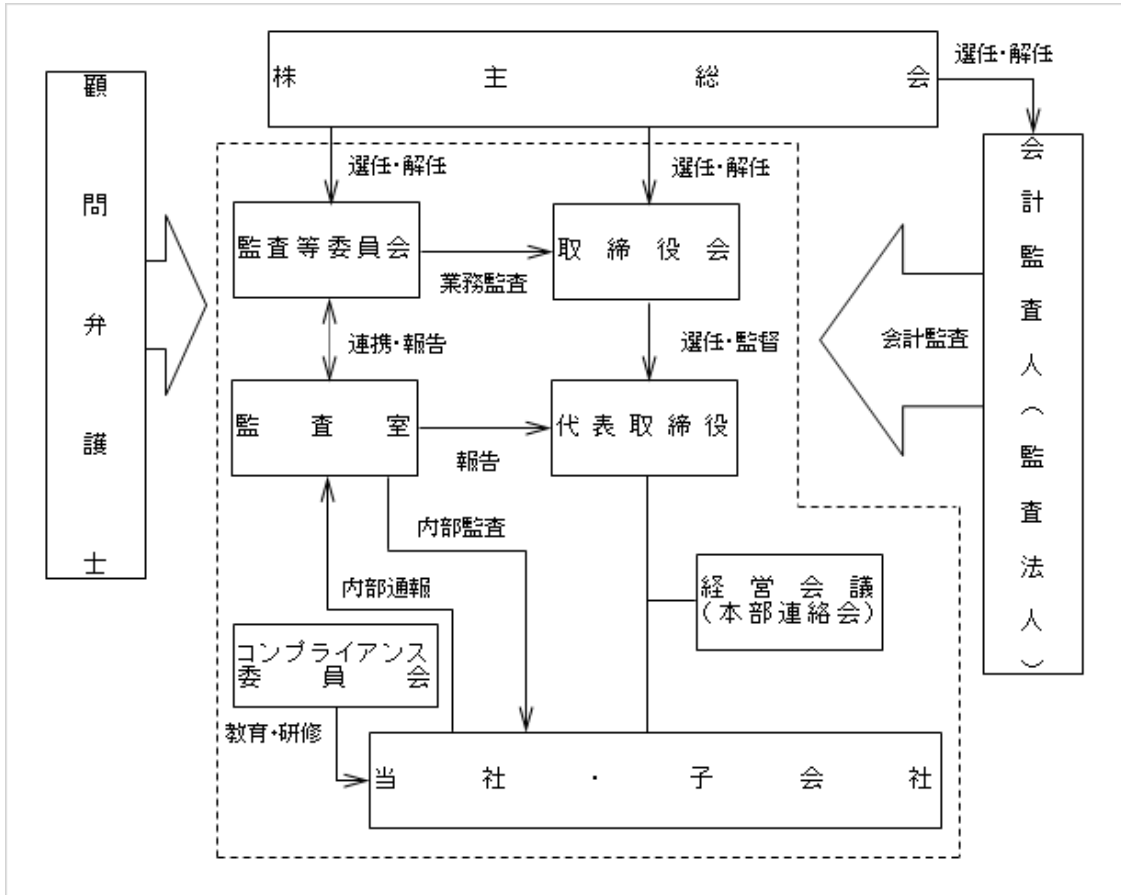 株主総会
選任・解任
顧問弁護士
会計監査人(監査法人)
選任・解任
選任・解任
監査等委員会
取締役会
業務監査
連携・報告
選任・監督
会計監査
監査室
代表取締役
報告
内部監査
内部通報
経営会議
(本部連絡会)
コンプライアンス
委員会
教育・研修
当社・子会社